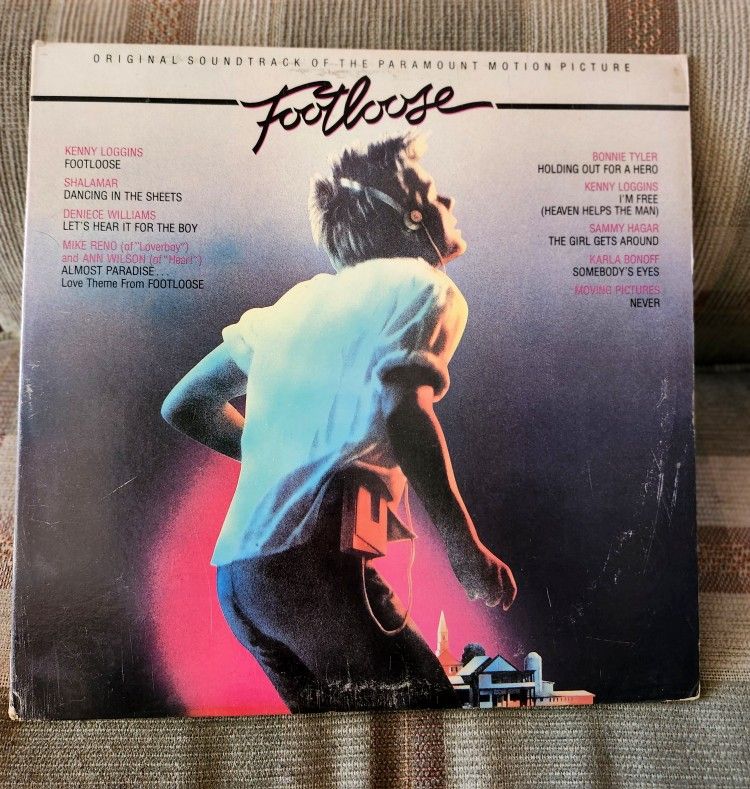 ORIGINAL SOUNDTRACK OF THE PARAMOUNT MOTION PICTURE
Footloose
KENNY LOGGINS
FOOTLOOSE
SHALAMAR
DANCING IN THE SHEETS
DENIECE WILLIAMS
LET'S HEAR IT FOR THE BOY
MIKE RENO (of "Loverboy")
and ANN WILSON (of "Heart")
ALMOST PARADISE...
Love Theme From FOOTLOOSE
BONNIE TYLER
HOLDING OUT FOR A HERO
KENNY LOGGINS
I'M FREE
(HEAVEN HELPS THE MAN)
SAMMY HAGAR
THE GIRL GETS AROUND
KARLA BONOFF
SOMEBODY'S EYES
MOVING PICTURES
NEVER